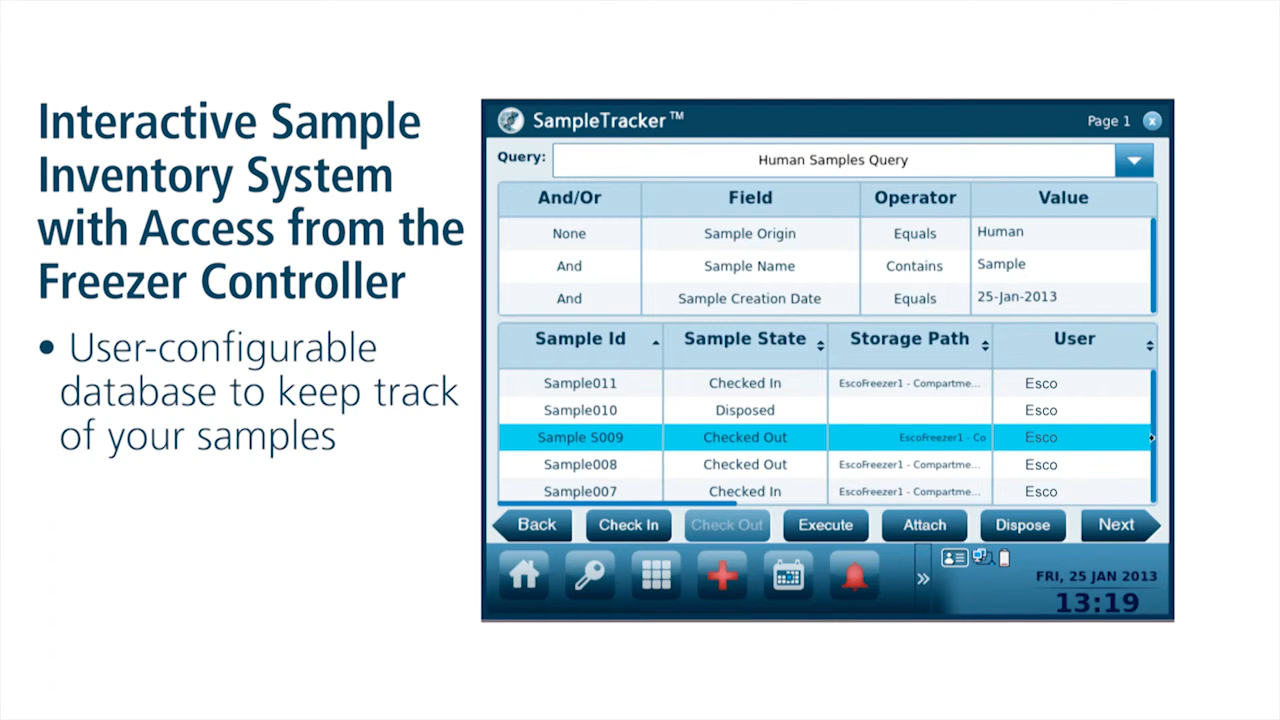 Interactive Sample
Inventory System
with Access from the
Freezer Controller
• User-configurable
database to keep track
of your samples
SampleTracker™ Page 1 x
Query: Human Samples Query
And/Or Field Operator Value
None Sample Origin Equals Human
And Sample Name Contains Sample
And Sample Creation Date Equals 25-Jan-2013
Sample Id Sample State Storage Path User
Sample011 Checked In EscoFreezer1 - Compartme... Esco
Sample010 Disposed Esco
Sample S009 Checked Out EscoFreezer1 - Co Esco
Sample008 Checked Out EscoFreezer1 - Compartme... Esco
Sample007 Checked In EscoFreezer1 - Compartme... Esco
Back Check In Check Out Execute Attach Dispose Next
»
FRI, 25 JAN 2013
13:19